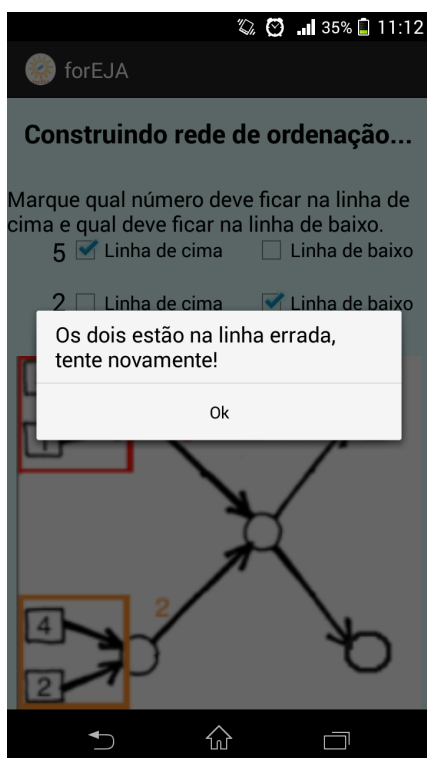 35% 11:12
forEJA
Construindo rede de ordenação...
Marque qual número deve ficar na linha de
cima e qual deve ficar na linha de baixo.
5 Linha de cima Linha de baixo
2 Linha de cima Linha de baixo
Os dois estão na linha errada,
tente novamente!
Ok
1
2
4
2